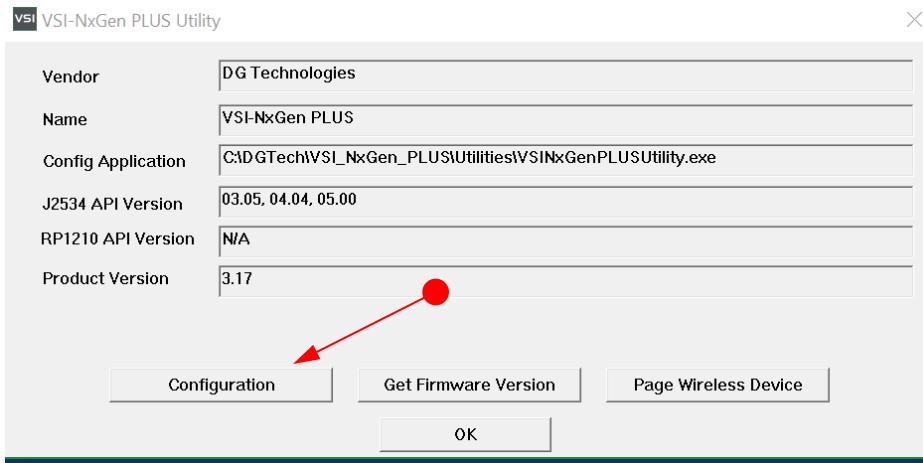 VSI VSI-NxGen PLUS Utility
Vendor DG Technologies
Name VSI-NxGen PLUS
Config Application C:\DGTech\VSI_NxGen_PLUS\Utilities\VSINxGenPLUSUtility.exe
J2534 API Version 03.05, 04.04, 05.00
RP1210 API Version N/A
Product Version 3.17
Configuration Get Firmware Version Page Wireless Device
OK